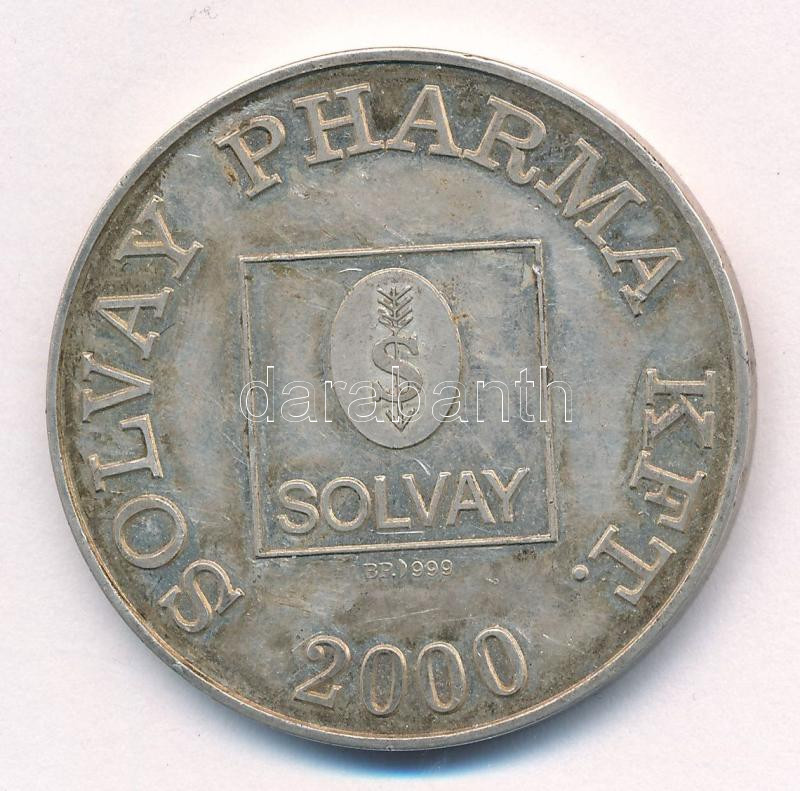 SOLVAY PHARMA KFT.
S
SOLVAY
BP.) 999
2000
darabanth